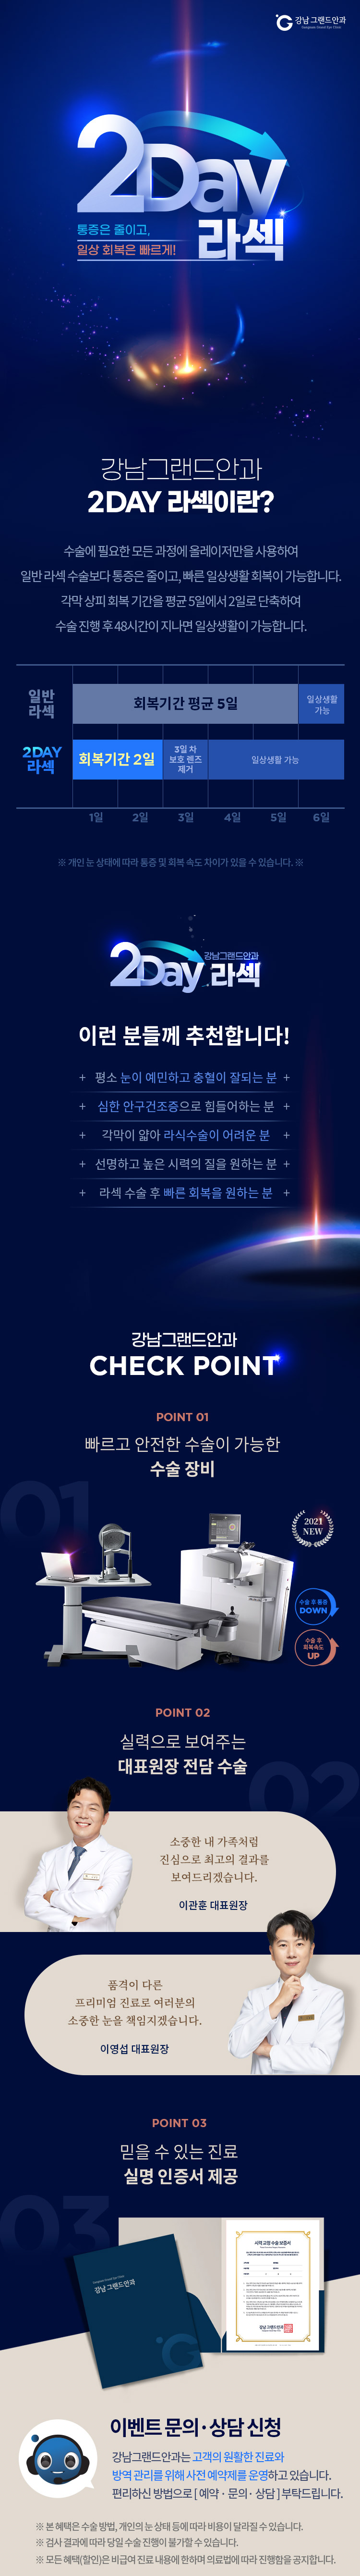 강남 그랜드안과
2Day
통증은 줄이고,
일상 회복은 빠르게!
라섹
강남그랜드안과
2DAY 라섹이란?
수술에 필요한 모든 과정에 올레이저만을 사용하여
일반 라섹 수술보다 통증은 줄이고, 빠른 일상생활 회복이 가능합니다.
각막 상피 회복 기간을 평균 5일에서 2일로 단축하여
수술 진행 후 48시간이 지나면 일상생활이 가능합니다.
일반
라섹
회복기간 평균 5일
일상생활
가능
2DAY
라섹
회복기간 2일
3일 차
보호 렌즈
제거
일상생활 가능
1일 2일 3일 4일 5일 6일
※ 개인 눈 상태에 따라 통증 및 회복 속도 차이가 있을 수 있습니다. ※
강남그랜드안과
2Day 라섹
이런 분들께 추천합니다!
+ 평소 눈이 예민하고 충혈이 잘되는 분 +
+ 심한 안구건조증으로 힘들어하는 분 +
+ 각막이 얇아 라식수술이 어려운 분 +
+ 선명하고 높은 시력의 질을 원하는 분 +
+ 라섹 수술 후 빠른 회복을 원하는 분 +
강남그랜드안과
CHECK POINT
POINT 01
빠르고 안전한 수술이 가능한
수술 장비
01
2021
NEW
수술 후 통증
DOWN
수술 후
회복속도
UP
POINT 02
실력으로 보여주는
대표원장 전담 수술
02
소중한 내 가족처럼
진심으로 최고의 결과를
보여드리겠습니다.
이관훈 대표원장
품격이 다른
프리미엄 진료로 여러분의
소중한 눈을 책임지겠습니다.
이영섭 대표원장
POINT 03
믿을 수 있는 진료
실명 인증서 제공
03
강남 그랜드안과
시력 교정 수술 보증서
강남 그랜드안과
이벤트 문의 · 상담 신청
강남그랜드안과는 고객의 원활한 진료와
방역 관리를 위해 사전 예약제를 운영하고 있습니다.
편리하신 방법으로 [ 예약 · 문의 · 상담 ] 부탁드립니다.
※ 본 혜택은 수술 방법, 개인의 눈 상태 등에 따라 비용이 달라질 수 있습니다.
※ 검사 결과에 따라 당일 수술 진행이 불가할 수 있습니다.
※ 모든 혜택(할인)은 비급여 진료 내용에 한하며 의료법에 따라 진행함을 공지합니다.